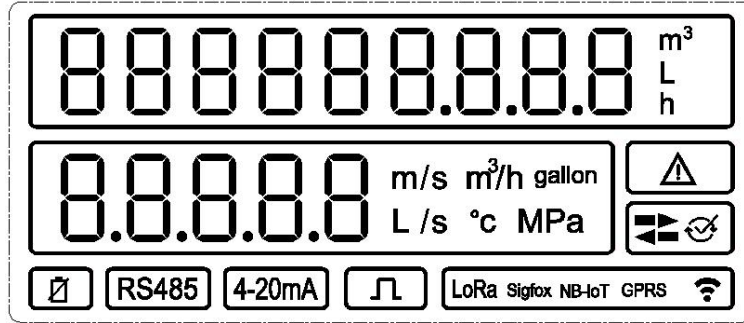 888888.8.8.8 m³
L
h
8.8.8.8.8 m/s m³/h gallon
L/s °c MPa
RS485 4-20mA LoRa Sigfox NB-IoT GPRS